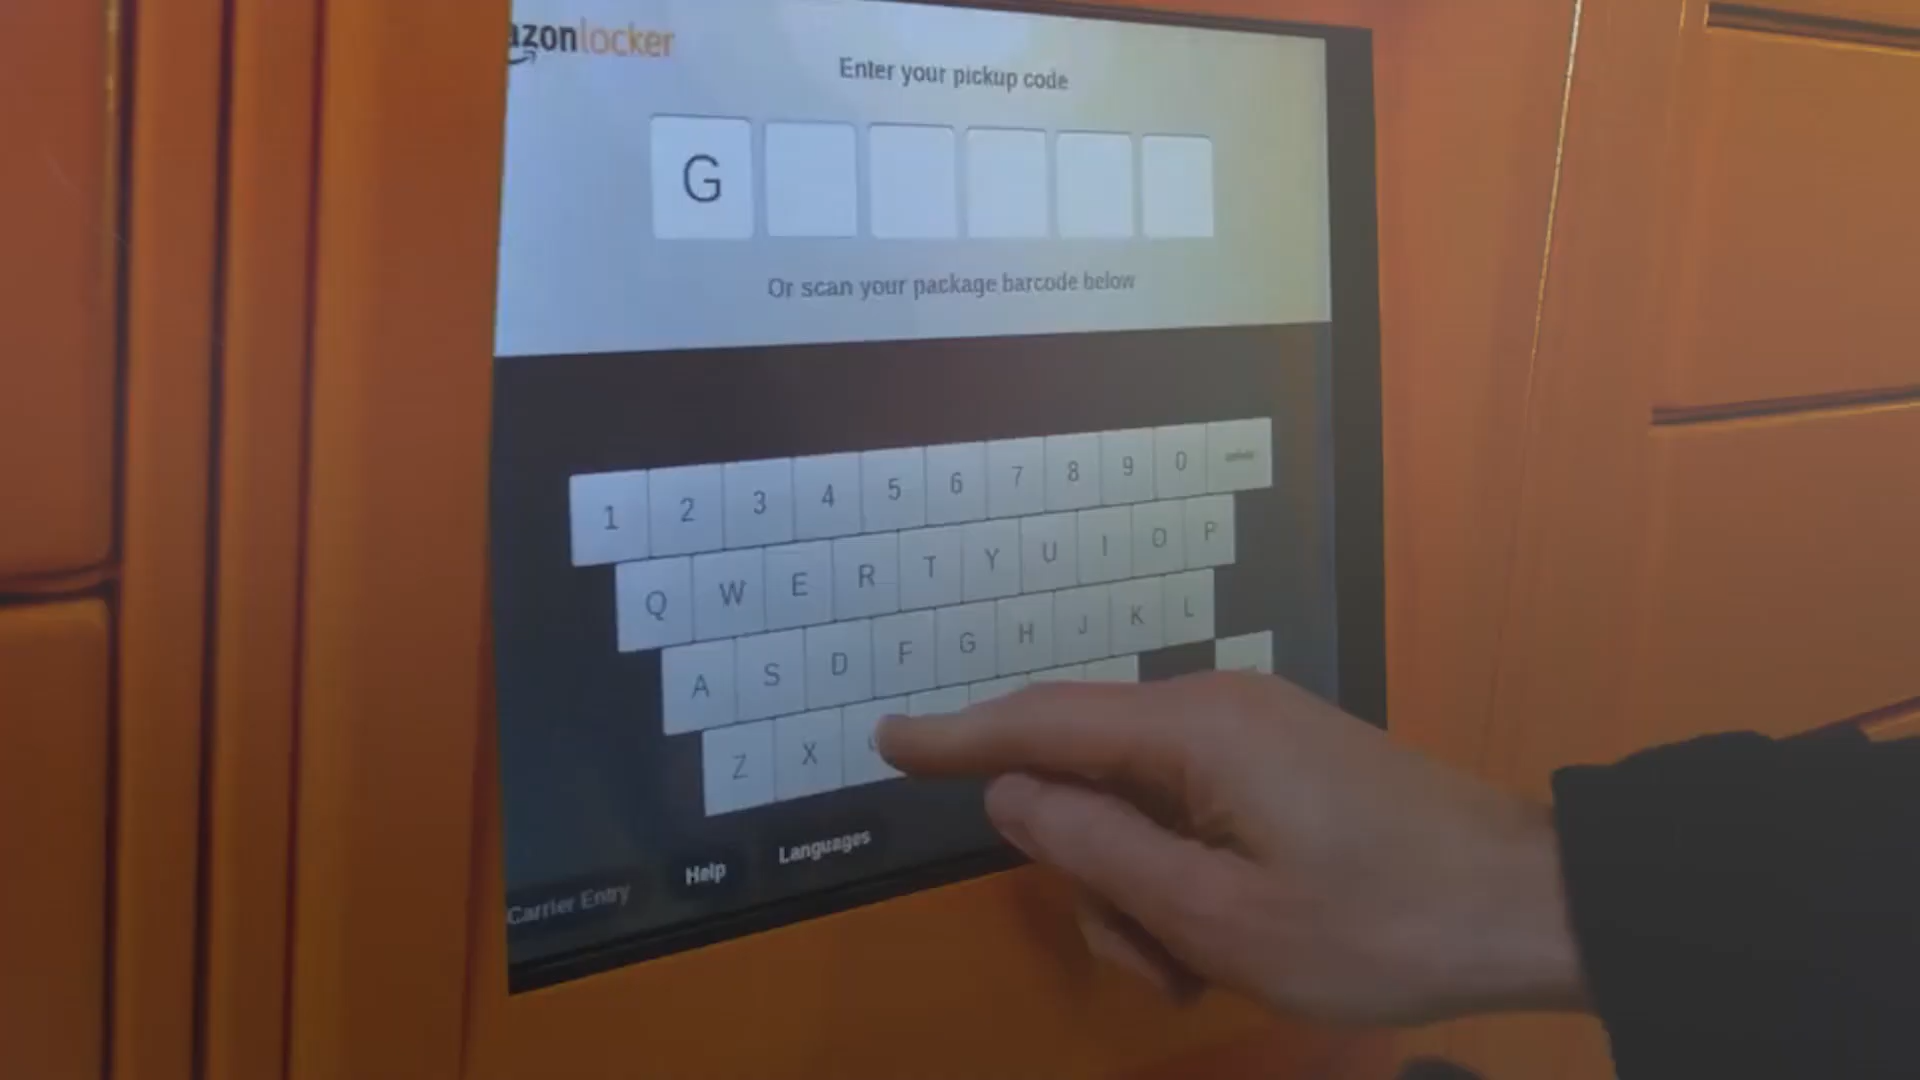 azonlocker
Enter your pickup code
G
Or scan your package barcode below
1 2 3 4 5 6 7 8 9 0
Q W E R T Y U I O P
A S D F G H J K L
Z X
Carrier Entry Help Languages